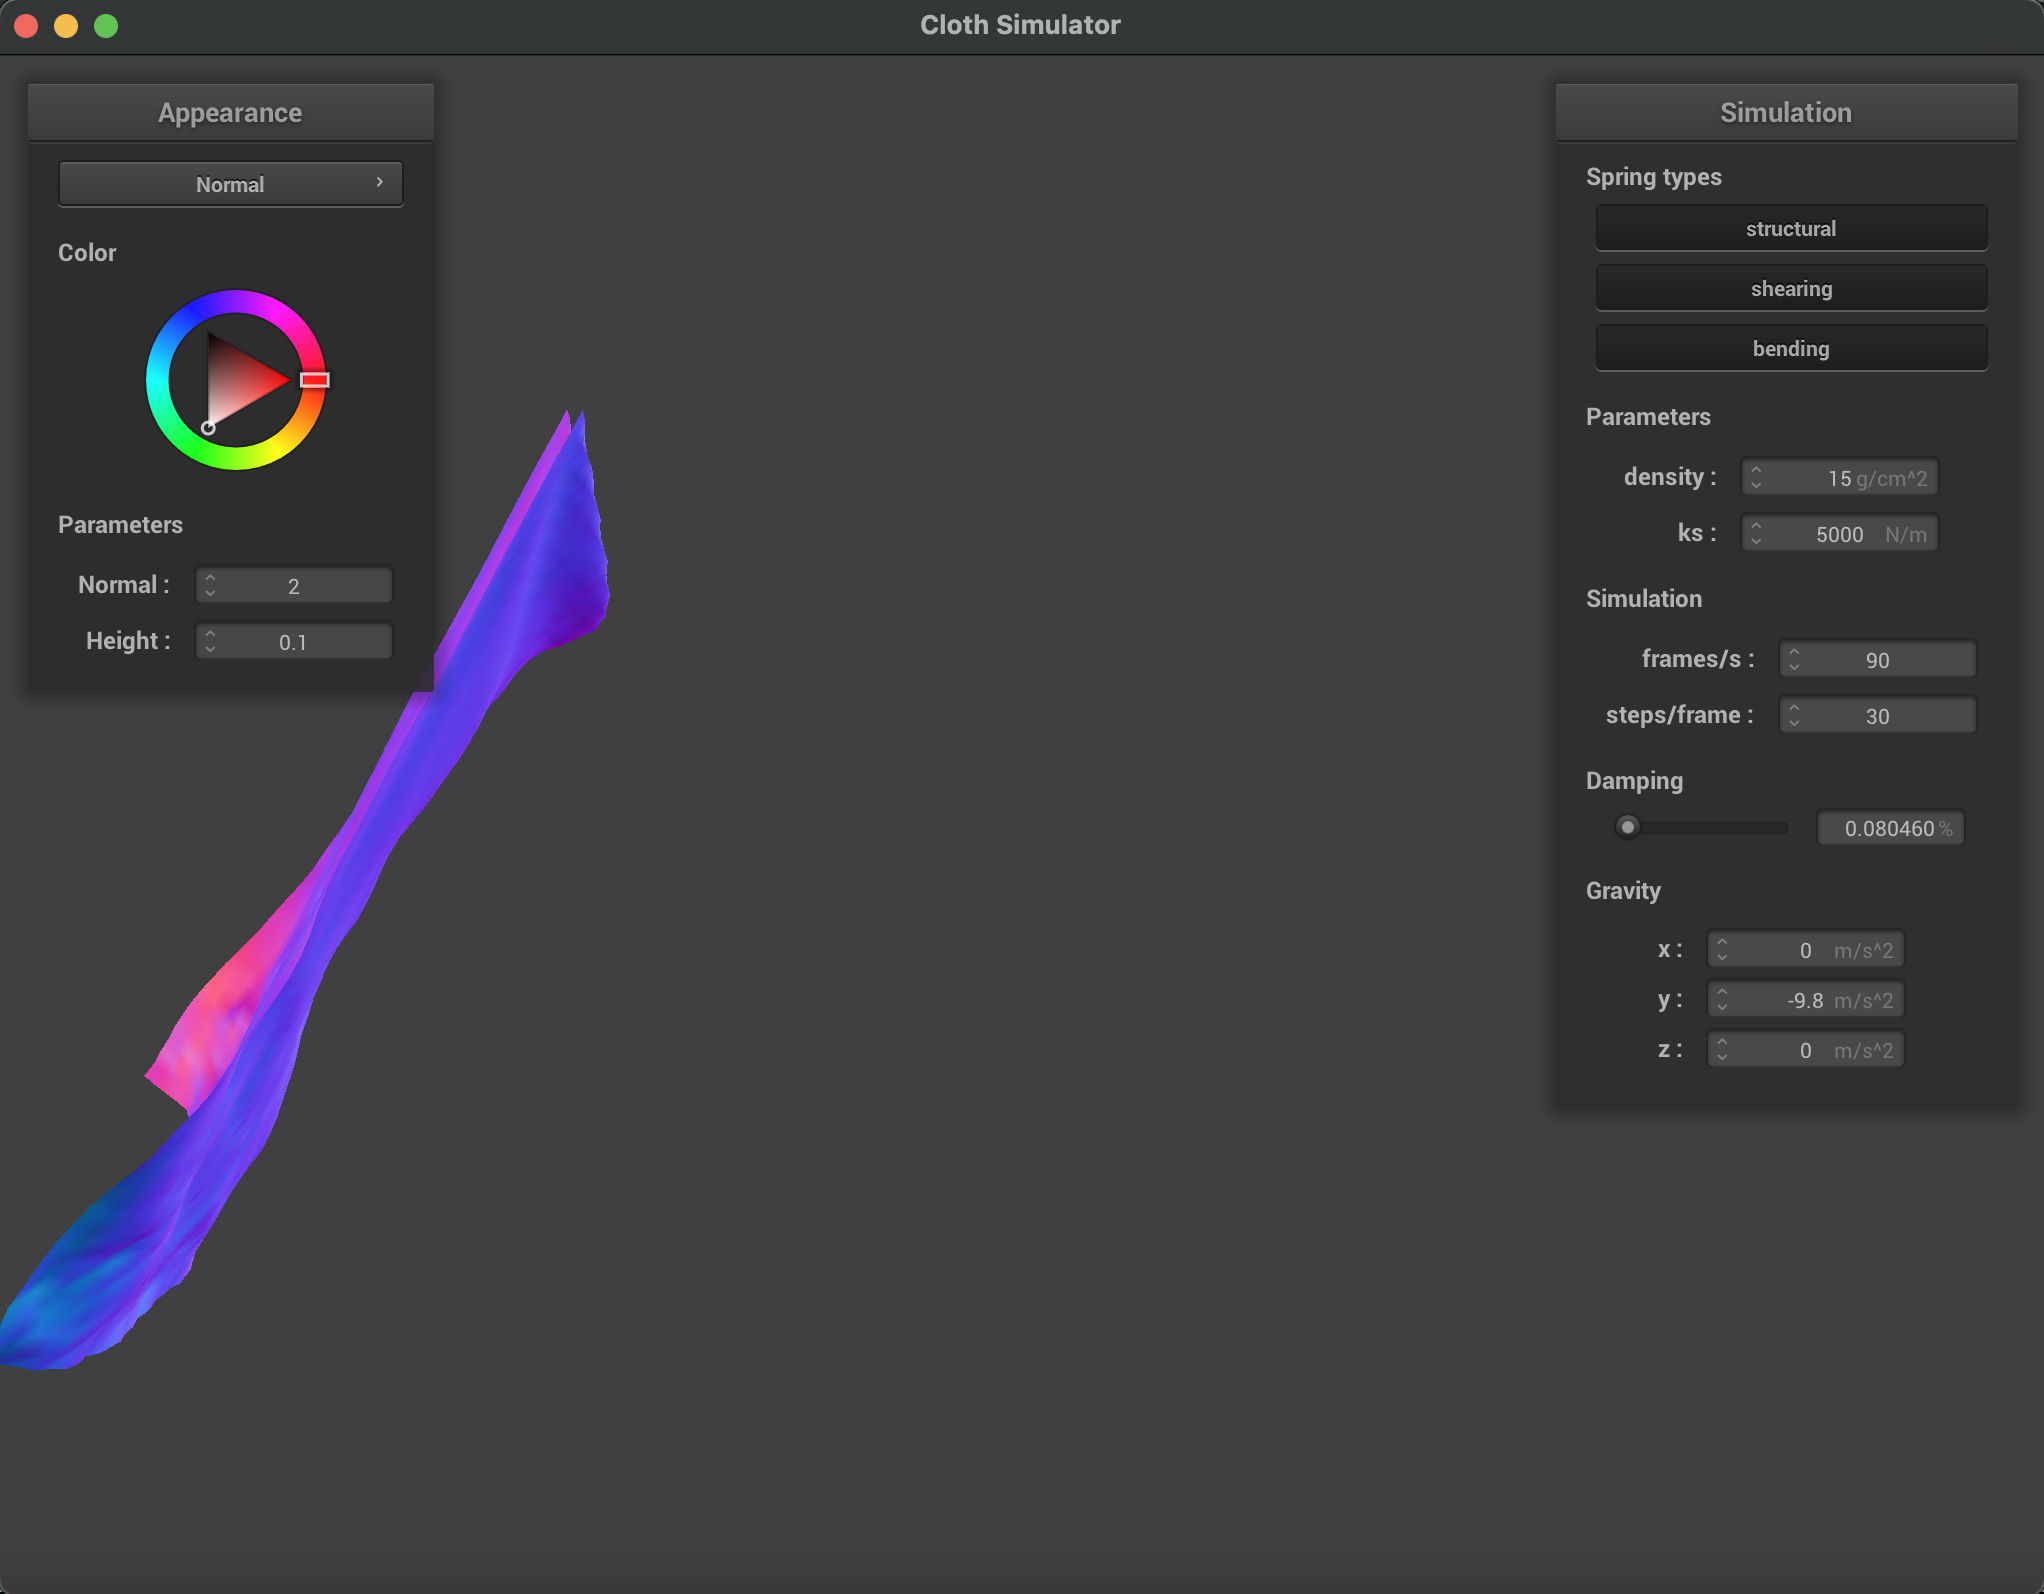 Cloth Simulator
Appearance
Normal
Color
Parameters
Normal : 2
Height : 0.1
Simulation
Spring types
structural
shearing
bending
Parameters
density : 15 g/cm^2
ks : 5000 N/m
Simulation
frames/s : 90
steps/frame : 30
Damping
0.080460 %
Gravity
x : 0 m/s^2
y : -9.8 m/s^2
z : 0 m/s^2